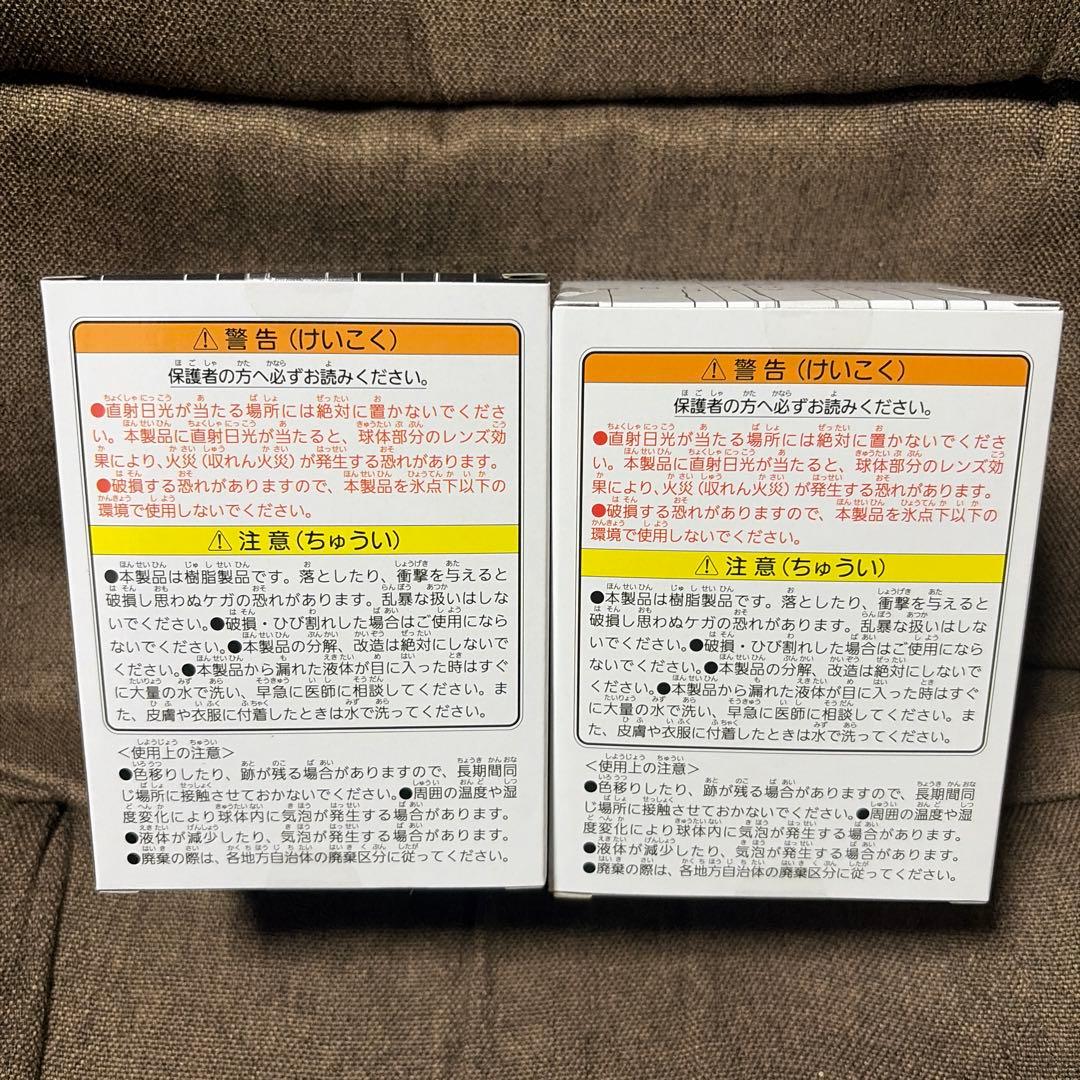 ⚠ 警告(けいこく)
保護者の方へ必ずお読みください。
●直射日光が当たる場所には絶対に置かないでくださ
い。本製品に直射日光が当たると、球体部分のレンズ効
果により、火災(収れん火災)が発生する恐れがあります。
●破損する恐れがありますので、本製品を氷点下以下の
環境で使用しないでください。
⚠ 注意(ちゅうい)
●本製品は樹脂製品です。落としたり、衝撃を与えると
破損し思わぬケガの恐れがあります。乱暴な扱いはしな
いでください。●破損・ひび割れした場合はご使用になら
ないでください。●本製品の分解、改造は絶対にしないで
ください。●本製品から漏れた液体が目に入った時はすぐ
に大量の水で洗い、早急に医師に相談してください。ま
た、皮膚や衣服に付着したときは水で洗ってください。
<使用上の注意>
●色移りしたり、跡が残る場合がありますので、長期間同
じ場所に接触させておかないでください。●周囲の温度や湿
度変化により球体内に気泡が発生する場合があります。
●液体が減少したり、気泡が発生する場合があります。
●廃棄の際は、各地方自治体の廃棄区分に従ってください。
⚠ 警告(けいこく)
保護者の方へ必ずお読みください。
●直射日光が当たる場所には絶対に置かないでくださ
い。本製品に直射日光が当たると、球体部分のレンズ効
果により、火災(収れん火災)が発生する恐れがあります。
●破損する恐れがありますので、本製品を氷点下以下の
環境で使用しないでください。
⚠ 注意(ちゅうい)
●本製品は樹脂製品です。落としたり、衝撃を与えると
破損し思わぬケガの恐れがあります。乱暴な扱いはし
ないでください。●破損・ひび割れした場合はご使用になら
ないでください。●本製品の分解、改造は絶対にしないで
ください。●本製品から漏れた液体が目に入った時はすぐ
に大量の水で洗い、早急に医師に相談してください。ま
た、皮膚や衣服に付着したときは水で洗ってください。
<使用上の注意>
●色移りしたり、跡が残る場合がありますので、長期間同
じ場所に接触させておかないでください。●周囲の温度や湿
度変化により球体内に気泡が発生する場合があります。
●液体が減少したり、気泡が発生する場合があります。
●廃棄の際は、各地方自治体の廃棄区分に従ってください。